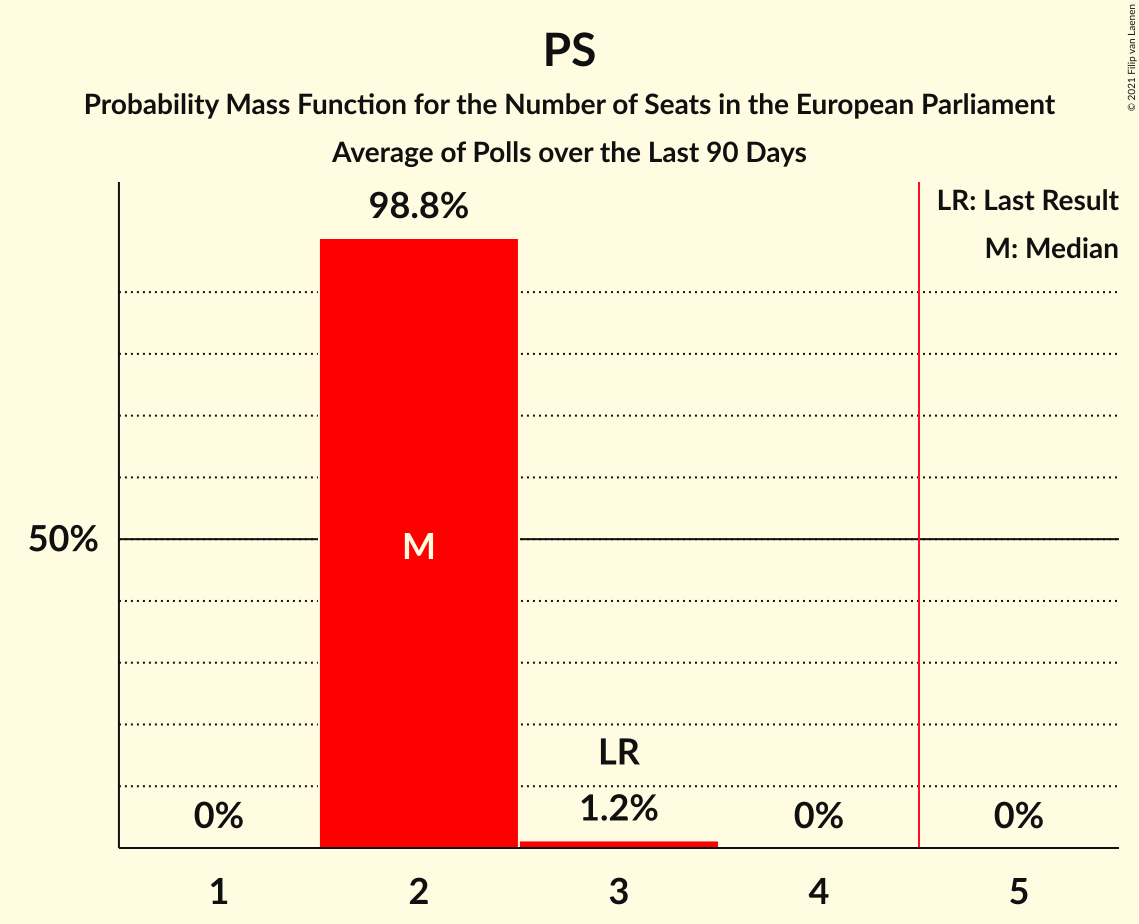 PS
Probability Mass Function for the Number of Seats in the European Parliament
Average of Polls over the Last 90 Days
© 2021 Filip van Laenen
LR: Last Result
M: Median
98.8%
50%
M
LR
0%
1.2%
0%
0%
1
2
3
4
5